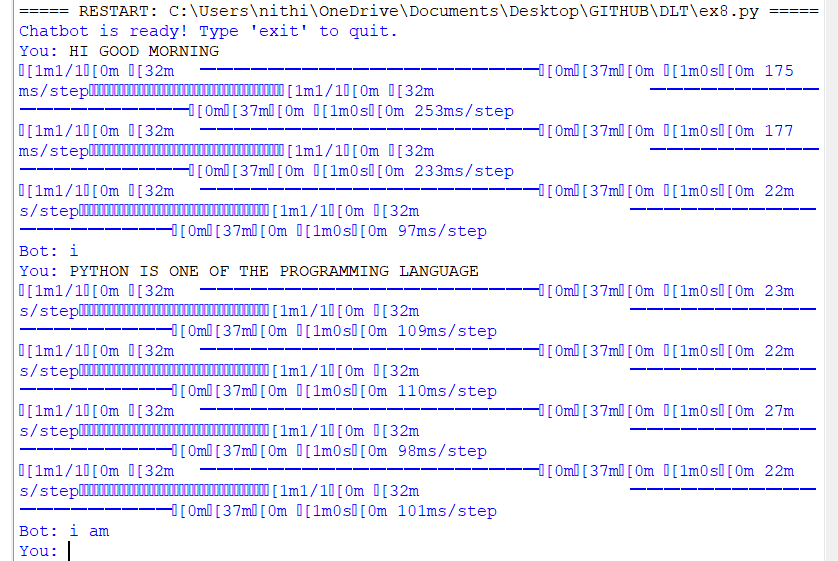 ===== RESTART: C:\Users\nithi\OneDrive\Documents\Desktop\GITHUB\DLT\ex8.py =====
Chatbot is ready! Type 'exit' to quit.
You: HI GOOD MORNING
[1m1/1[0m [32m ━━━━━━━━━━━━━━━━━━━━[0m[37m[0m [1m0s[0m 175
ms/step[1m1/1[0m [32m ━━━━━━━━━━
━━━━━━━━━━[0m[37m[0m [1m0s[0m 253ms/step
[1m1/1[0m [32m ━━━━━━━━━━━━━━━━━━━━[0m[37m[0m [1m0s[0m 177
ms/step[1m1/1[0m [32m ━━━━━━━━━━
━━━━━━━━━━[0m[37m[0m [1m0s[0m 233ms/step
[1m1/1[0m [32m ━━━━━━━━━━━━━━━━━━━━[0m[37m[0m [1m0s[0m 22m
s/step[1m1/1[0m [32m ━━━━━━━━━━━
━━━━━━━━━[0m[37m[0m [1m0s[0m 97ms/step
Bot: i
You: PYTHON IS ONE OF THE PROGRAMMING LANGUAGE
[1m1/1[0m [32m ━━━━━━━━━━━━━━━━━━━━[0m[37m[0m [1m0s[0m 23m
s/step[1m1/1[0m [32m ━━━━━━━━━━━
━━━━━━━━━[0m[37m[0m [1m0s[0m 109ms/step
[1m1/1[0m [32m ━━━━━━━━━━━━━━━━━━━━[0m[37m[0m [1m0s[0m 22m
s/step[1m1/1[0m [32m ━━━━━━━━━━━
━━━━━━━━━[0m[37m[0m [1m0s[0m 110ms/step
[1m1/1[0m [32m ━━━━━━━━━━━━━━━━━━━━[0m[37m[0m [1m0s[0m 27m
s/step[1m1/1[0m [32m ━━━━━━━━━━━
━━━━━━━━━[0m[37m[0m [1m0s[0m 98ms/step
[1m1/1[0m [32m ━━━━━━━━━━━━━━━━━━━━[0m[37m[0m [1m0s[0m 22m
s/step[1m1/1[0m [32m ━━━━━━━━━━━
━━━━━━━━━[0m[37m[0m [1m0s[0m 101ms/step
Bot: i am
You: